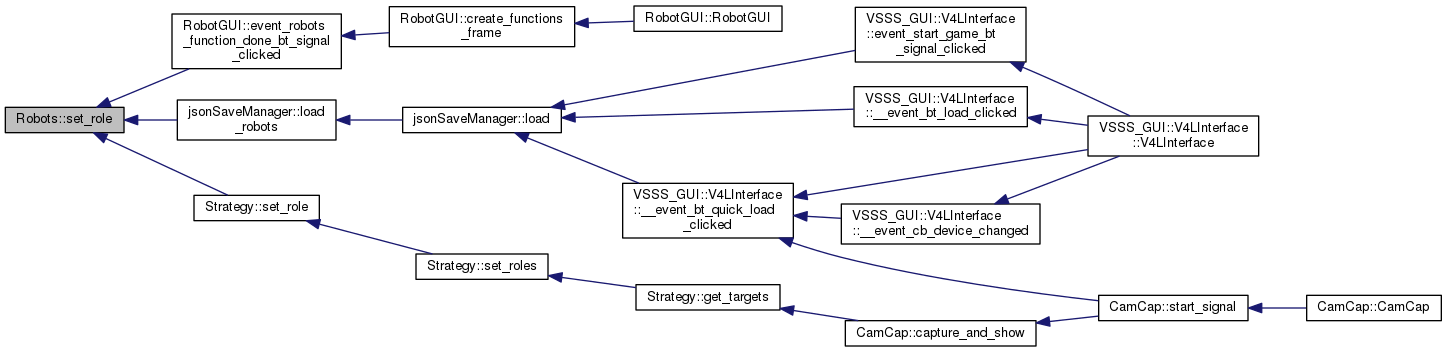 Robots::set_role
RobotGUI::event_robots
_function_done_bt_signal
_clicked
RobotGUI::create_functions
_frame
RobotGUI::RobotGUI
jsonSaveManager::load
_robots
jsonSaveManager::load
VSSS_GUI::V4LInterface
::event_start_game_bt
_signal_clicked
VSSS_GUI::V4LInterface
::__event_bt_load_clicked
VSSS_GUI::V4LInterface
::V4LInterface
VSSS_GUI::V4LInterface
::__event_bt_quick_load
_clicked
VSSS_GUI::V4LInterface
::__event_cb_device_changed
Strategy::set_role
Strategy::set_roles
Strategy::get_targets
CamCap::capture_and_show
CamCap::start_signal
CamCap::CamCap